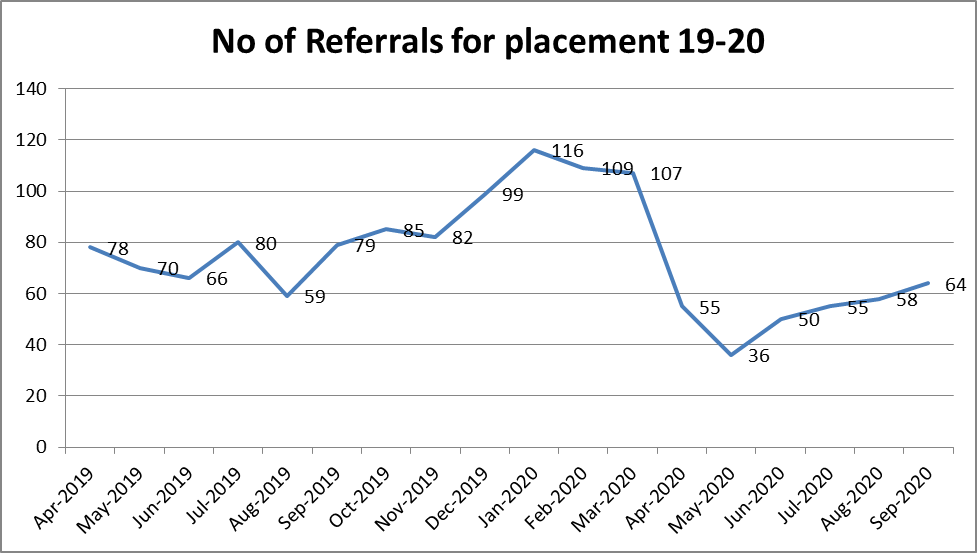 No of Referrals for placement 19-20
140
120
100
80
60
40
20
0
78
70
66
80
59
79
85
82
99
116
109
107
55
36
50
55
58
64
Apr-2019
May-2019
Jun-2019
Jul-2019
Aug-2019
Sep-2019
Oct-2019
Nov-2019
Dec-2019
Jan-2020
Feb-2020
Mar-2020
Apr-2020
May-2020
Jun-2020
Jul-2020
Aug-2020
Sep-2020